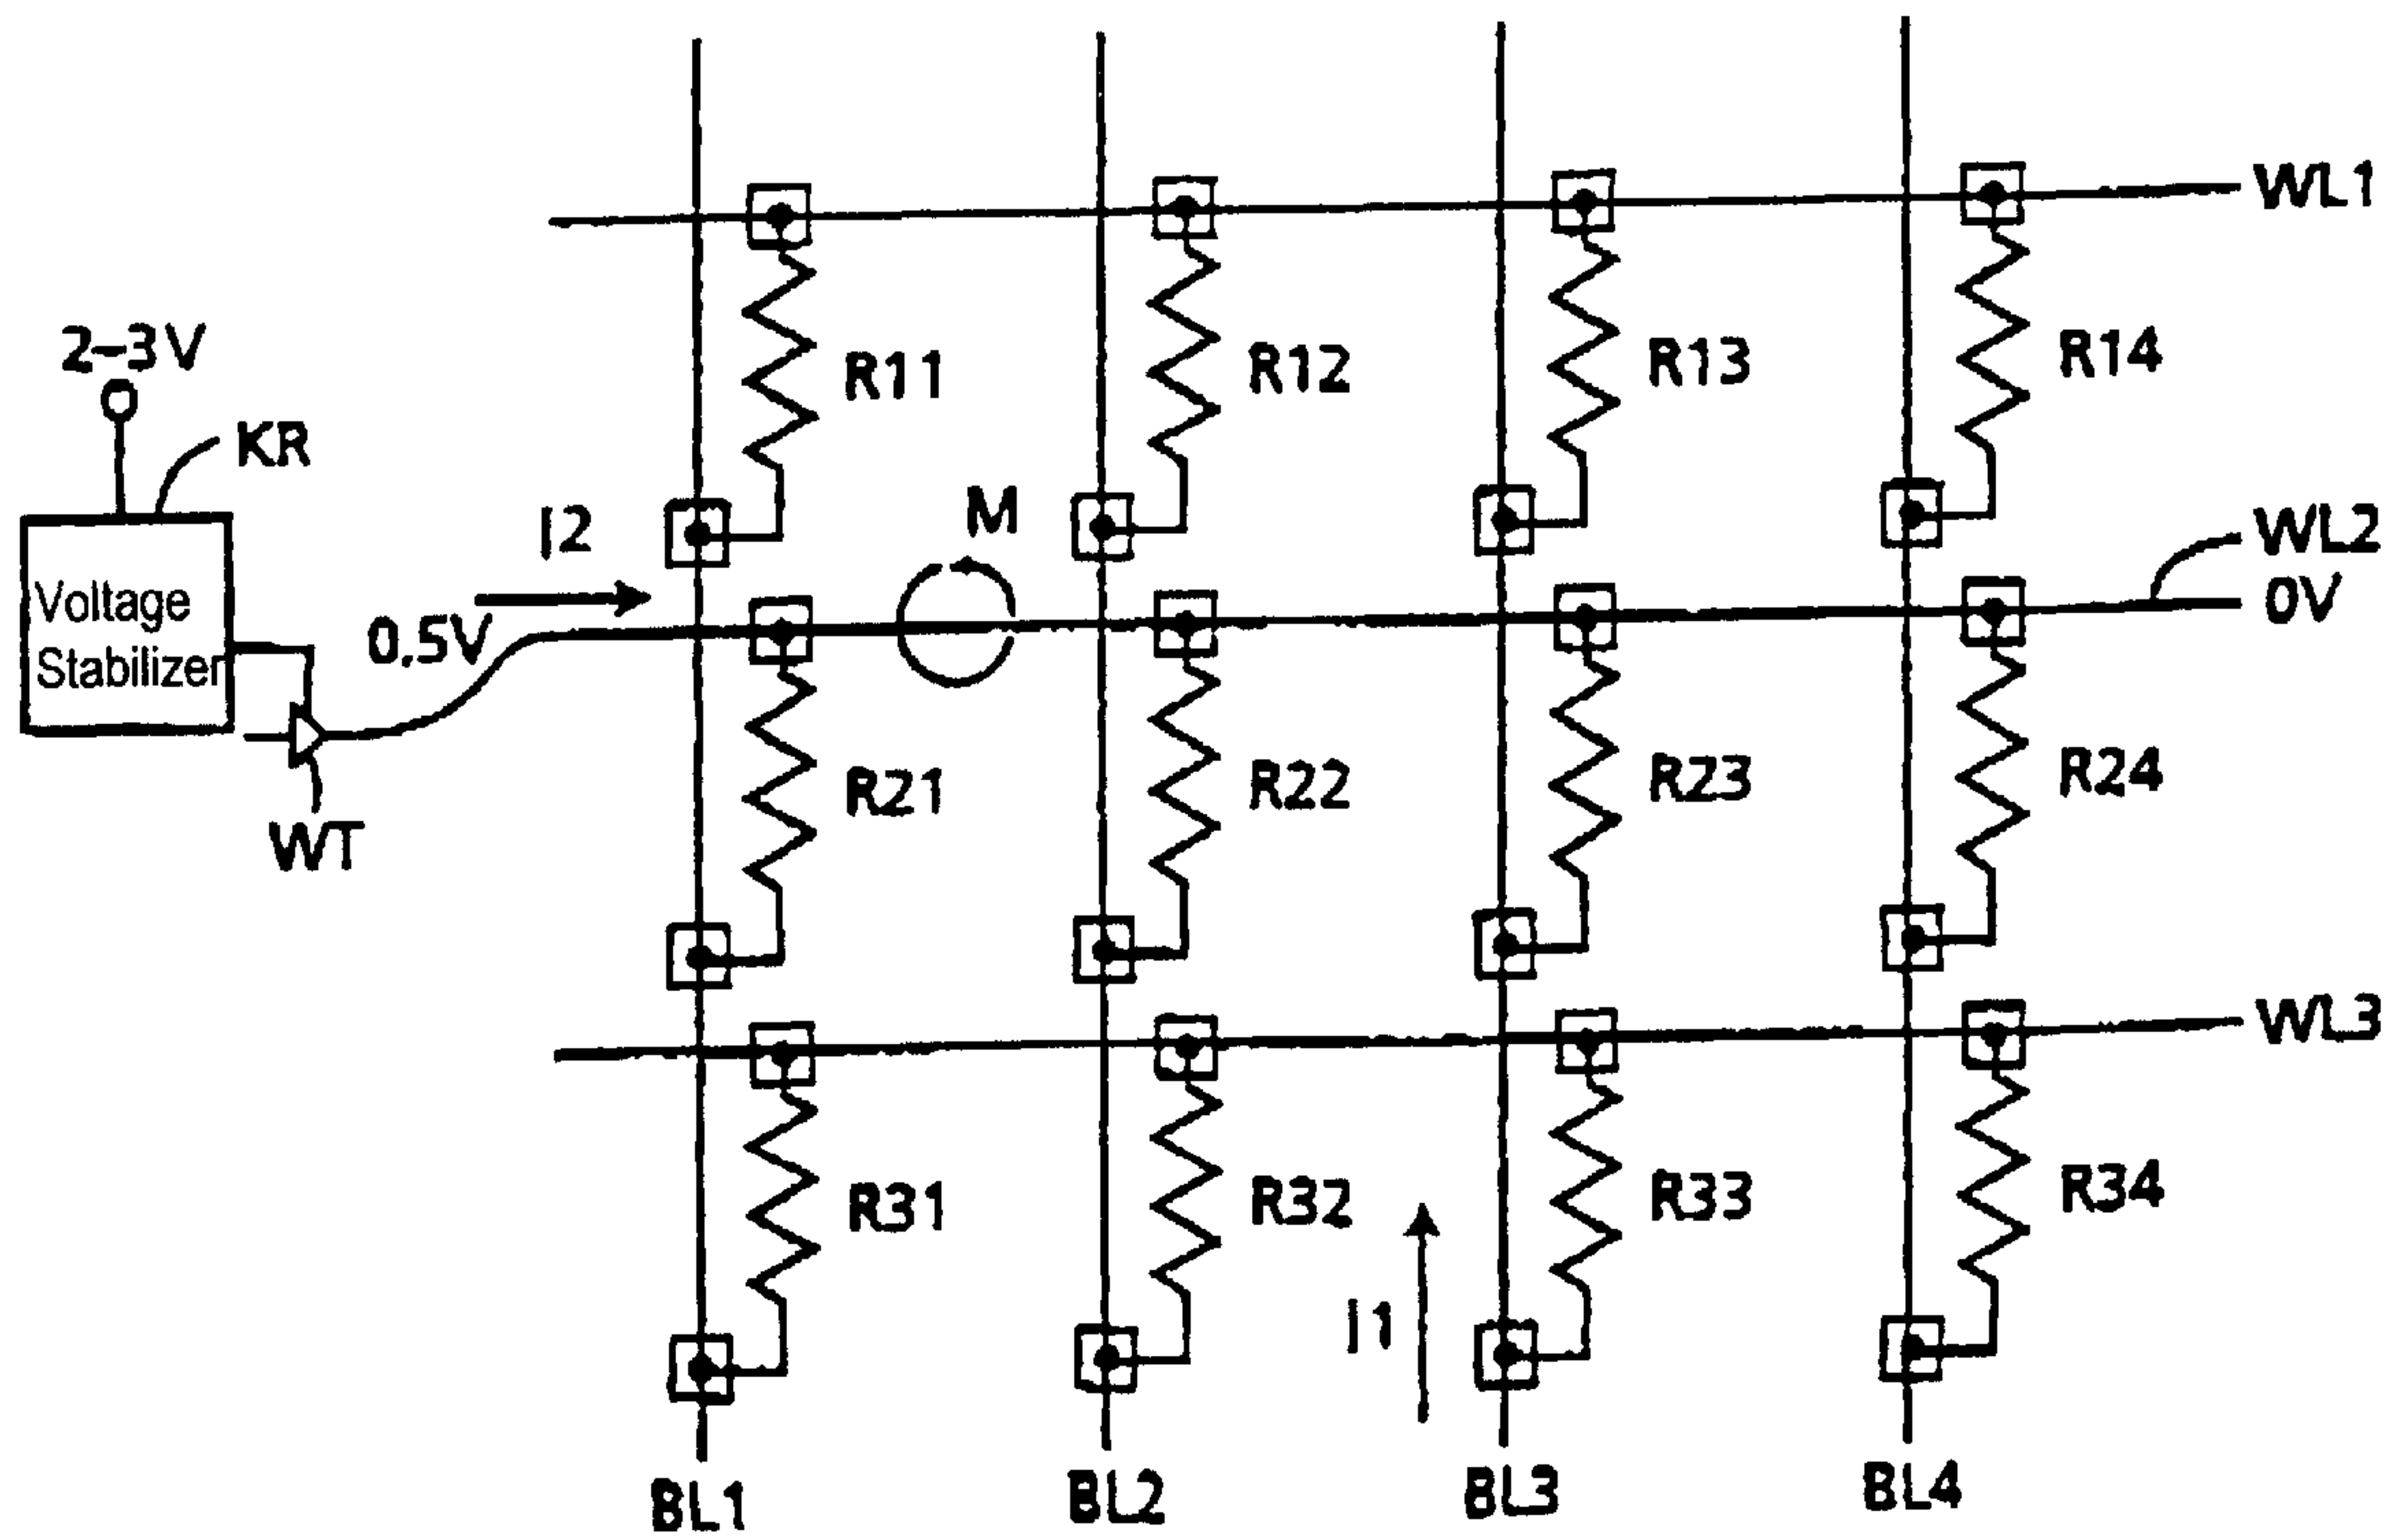 WL1
2-3V
R11
R12
R13
R14
KR
I2
M
WL2
0V
Voltage
Stabilizer
0.5V
R21
R22
R23
R24
WT
WL3
R31
R32
R33
R34
I1
BL1
BL2
BL3
BL4